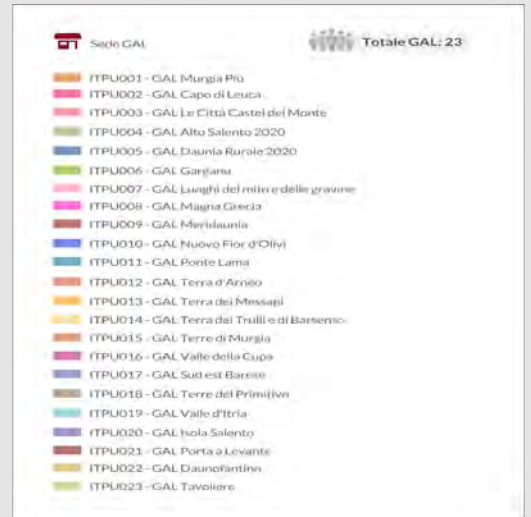 Sede GAL
Totale GAL: 23
ITPU001 - GAL Murgia Più
ITPU002 - GAL Capo di Leuca
ITPU003 - GAL Le Città Castel del Monte
ITPU004 - GAL Alto Salento 2020
ITPU005 - GAL Daunia Rurale 2020
ITPU006 - GAL Gargano
ITPU007 - GAL Luoghi del mito e delle gravine
ITPU008 - GAL Magna Grecia
ITPU009 - GAL Meridaunia
ITPU010 - GAL Nuovo Fior d'Olivi
ITPU011 - GAL Ponte Lama
ITPU012 - GAL Terra d'Arneo
ITPU013 - GAL Terra dei Messapi
ITPU014 - GAL Terra dei Trulli e di Barsento
ITPU015 - GAL Terre di Murgia
ITPU016 - GAL Valle della Cupa
ITPU017 - GAL Sud est Barese
ITPU018 - GAL Terre del Primitivo
ITPU019 - GAL Valle d'Itria
ITPU020 - GAL Isola Salento
ITPU021 - GAL Porta a Levante
ITPU022 - GAL Daunofantino
ITPU023 - GAL Tavoliere